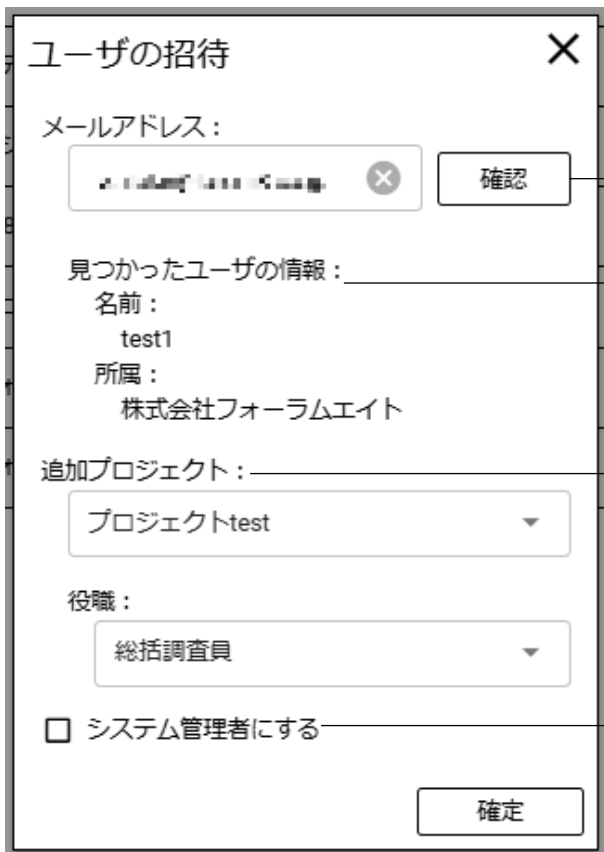 ユーザの招待
メールアドレス：
確認
見つかったユーザの情報：
名前：
test1
所属：
株式会社フォーラムエイト
追加プロジェクト：
プロジェクトtest
役職：
総括調査員
システム管理者にする
確定